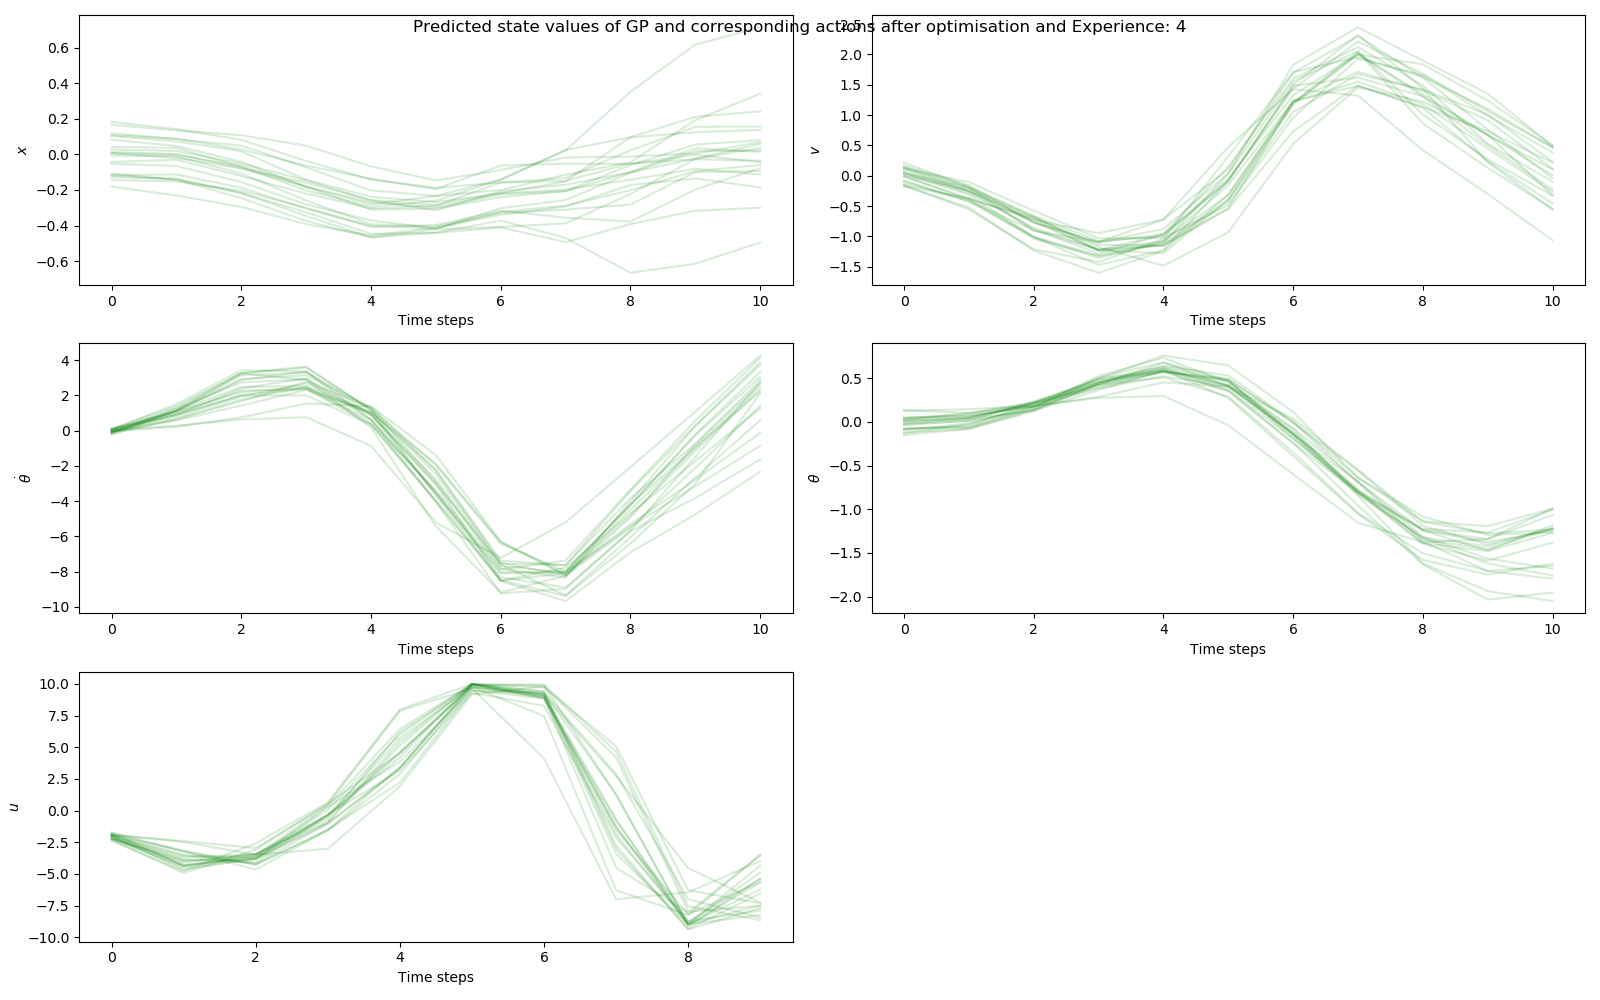 Predicted state values of GP and corresponding actions after optimisation and Experience: 4
x
0.6
0.4
0.2
0.0
−0.2
−0.4
−0.6
0 2 4 6 8 10
Time steps
v
2.5
2.0
1.5
1.0
0.5
0.0
−0.5
−1.0
−1.5
0 2 4 6 8 10
Time steps
θ̇
4
2
0
−2
−4
−6
−8
−10
0 2 4 6 8 10
Time steps
θ
0.5
0.0
−0.5
−1.0
−1.5
−2.0
0 2 4 6 8 10
Time steps
u
10.0
7.5
5.0
2.5
0.0
−2.5
−5.0
−7.5
−10.0
0 2 4 6 8
Time steps